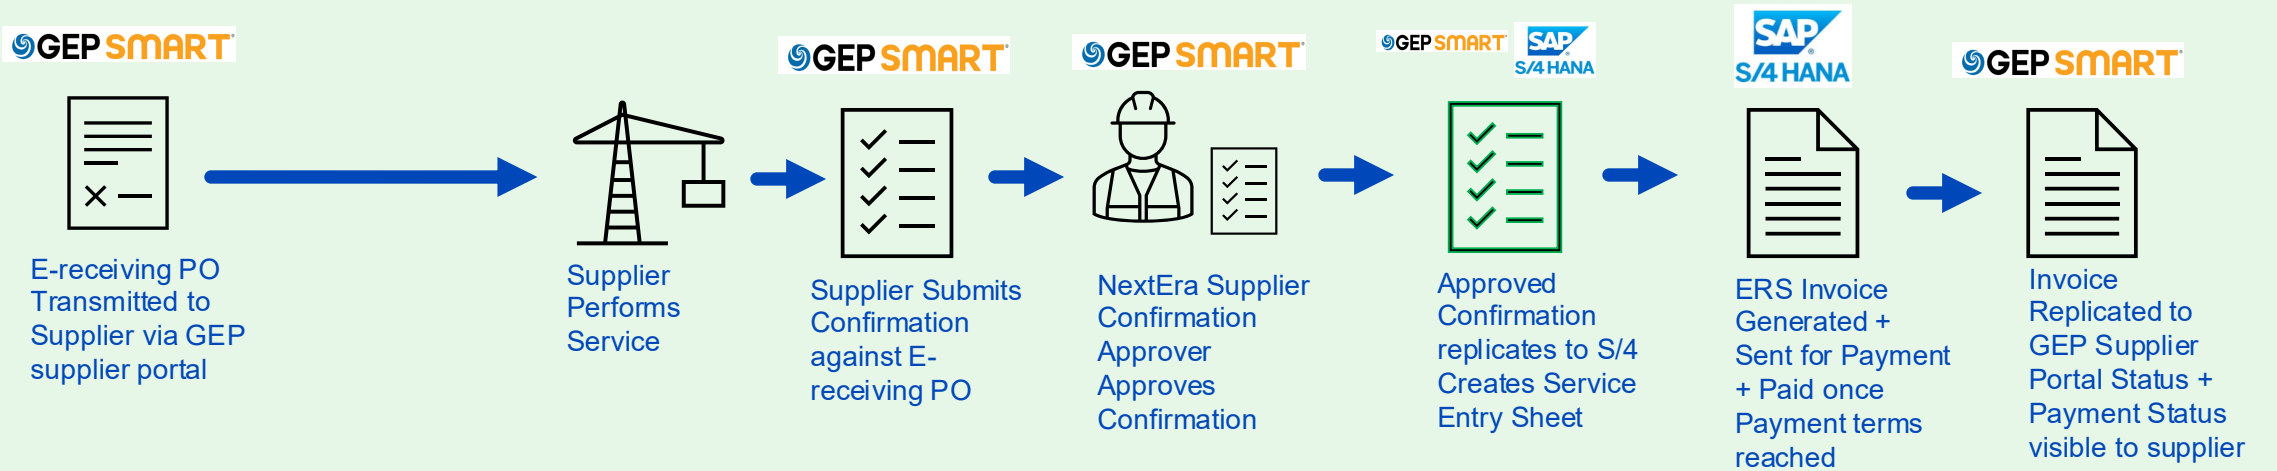 GEP SMART
E-receiving PO
Transmitted to
Supplier via GEP
supplier portal
Supplier
Performs
Service
GEP SMART
Supplier Submits
Confirmation
against E-
receiving PO
GEP SMART
NextEra Supplier
Confirmation
Approver
Approves
Confirmation
GEP SMART
SAP
S/4 HANA
Approved
Confirmation
replicates to S/4
Creates Service
Entry Sheet
SAP
S/4 HANA
ERS Invoice
Generated +
Sent for Payment
+ Paid once
Payment terms
reached
GEP SMART
Invoice
Replicated to
GEP Supplier
Portal Status +
Payment Status
visible to supplier